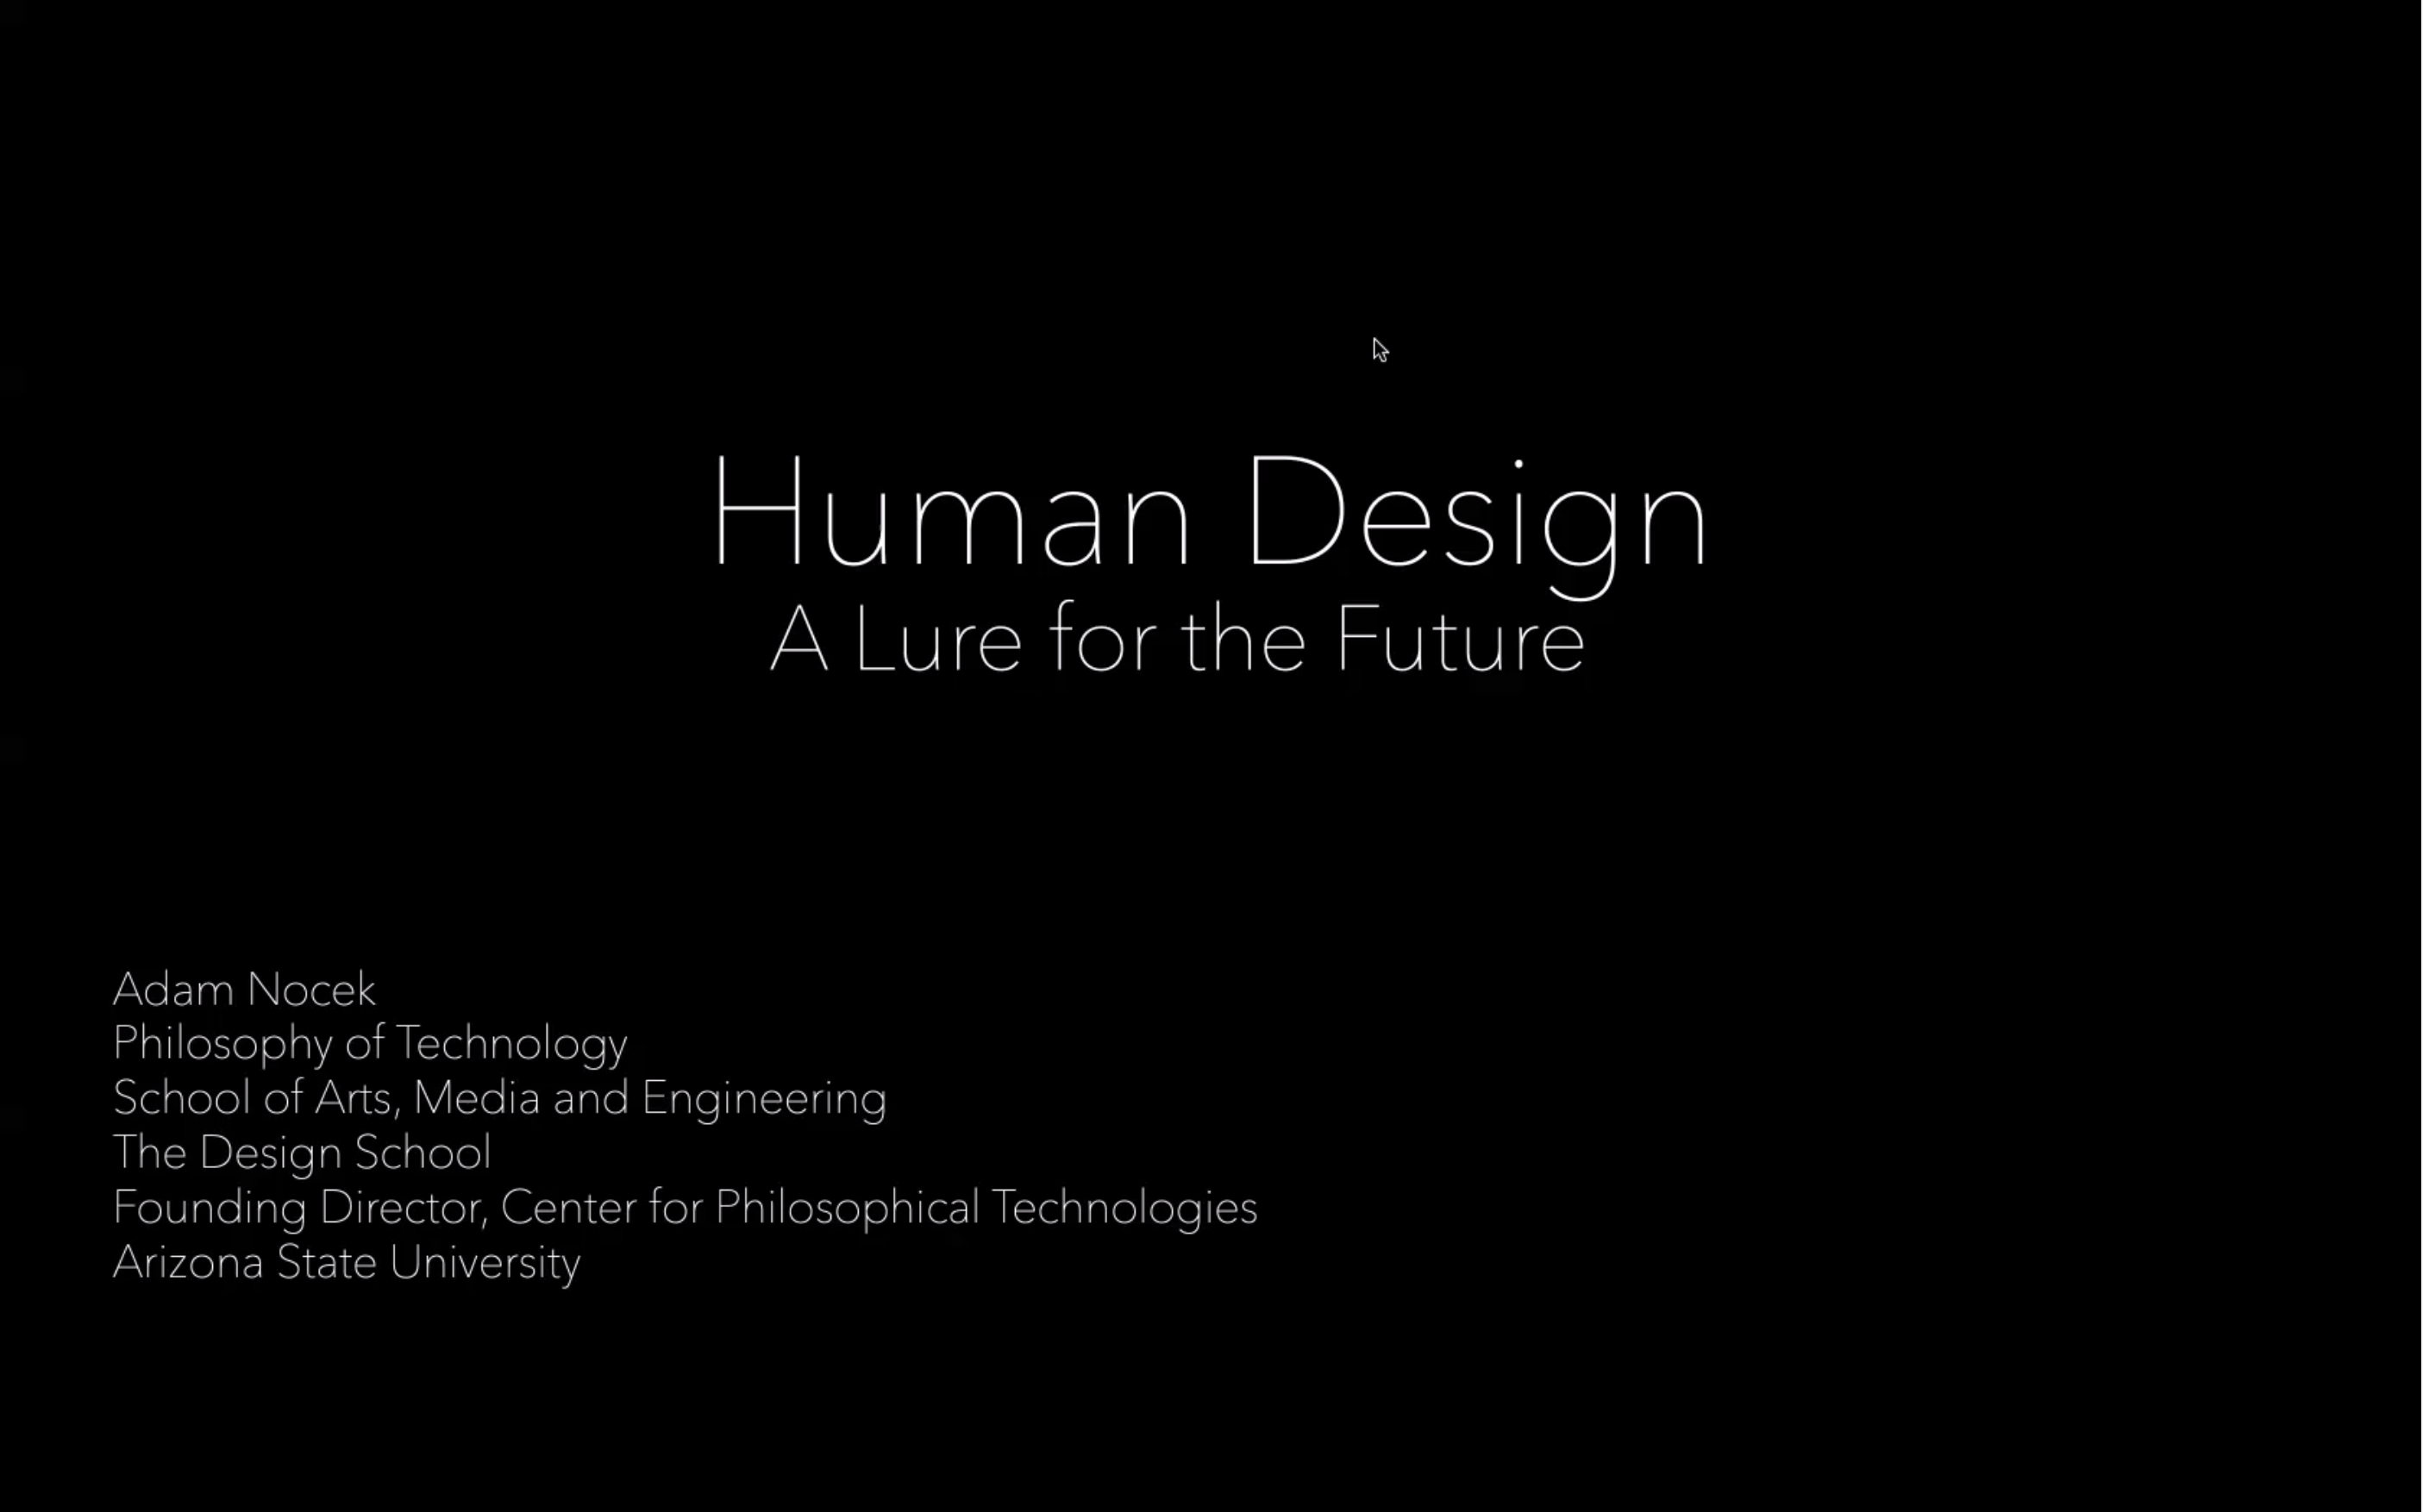 Human Design
A Lure for the Future
Adam Nocek
Philosophy of Technology
School of Arts, Media and Engineering
The Design School
Founding Director, Center for Philosophical Technologies
Arizona State University